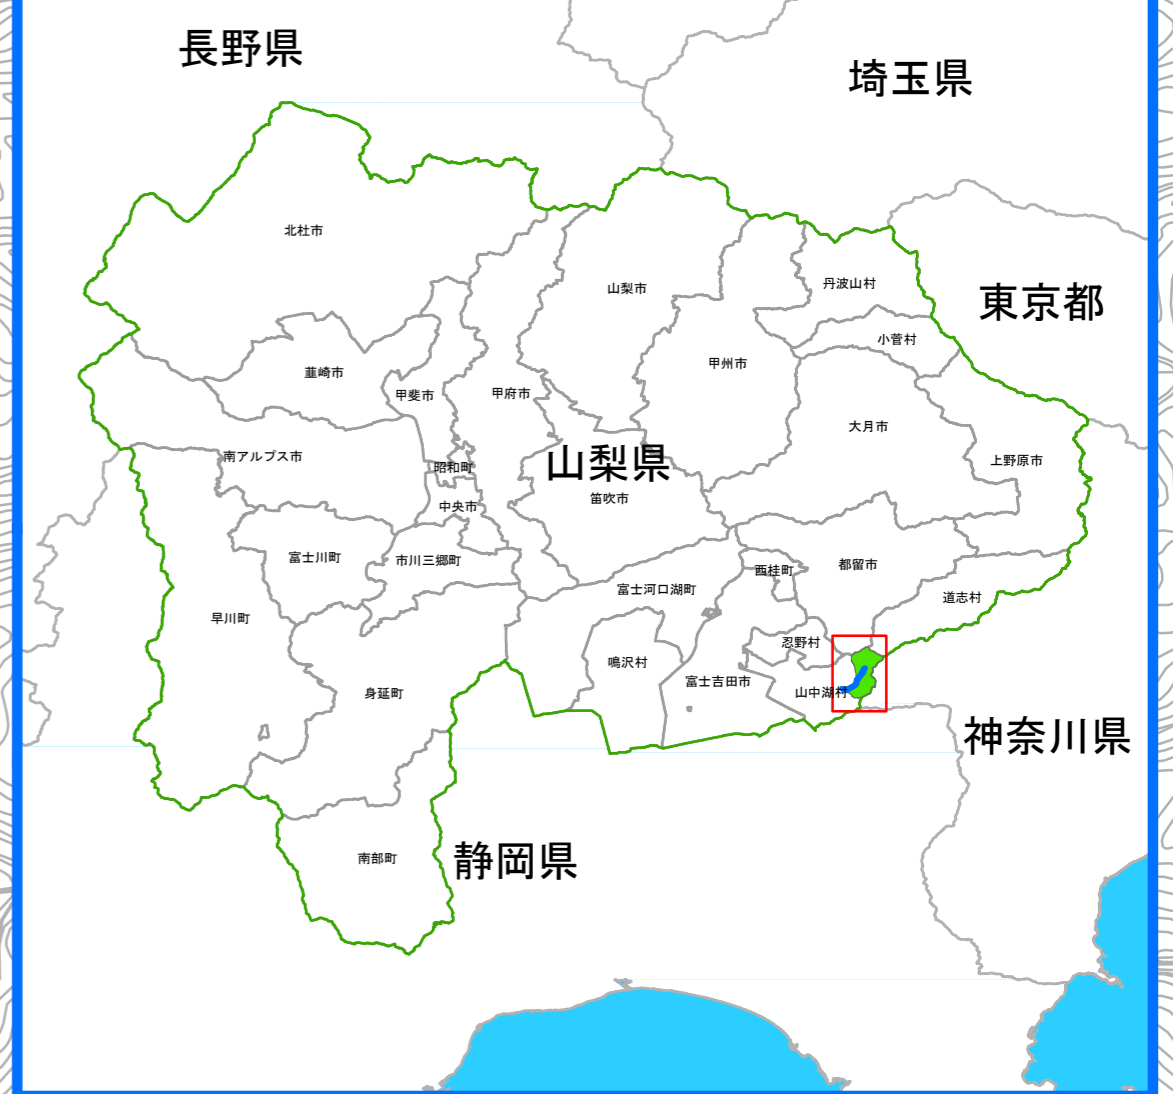 長野県
埼玉県
北杜市
山梨市
丹波山村
東京都
小菅村
甲州市
韮崎市
甲斐市
甲府市
大月市
南アルプス市
昭和町
山梨県
上野原市
笛吹市
中央市
富士川町
市川三郷町
西桂町
都留市
富士河口湖町
道志村
早川町
忍野村
鳴沢村
富士吉田市
身延町
山中湖村
神奈川県
南部町
静岡県